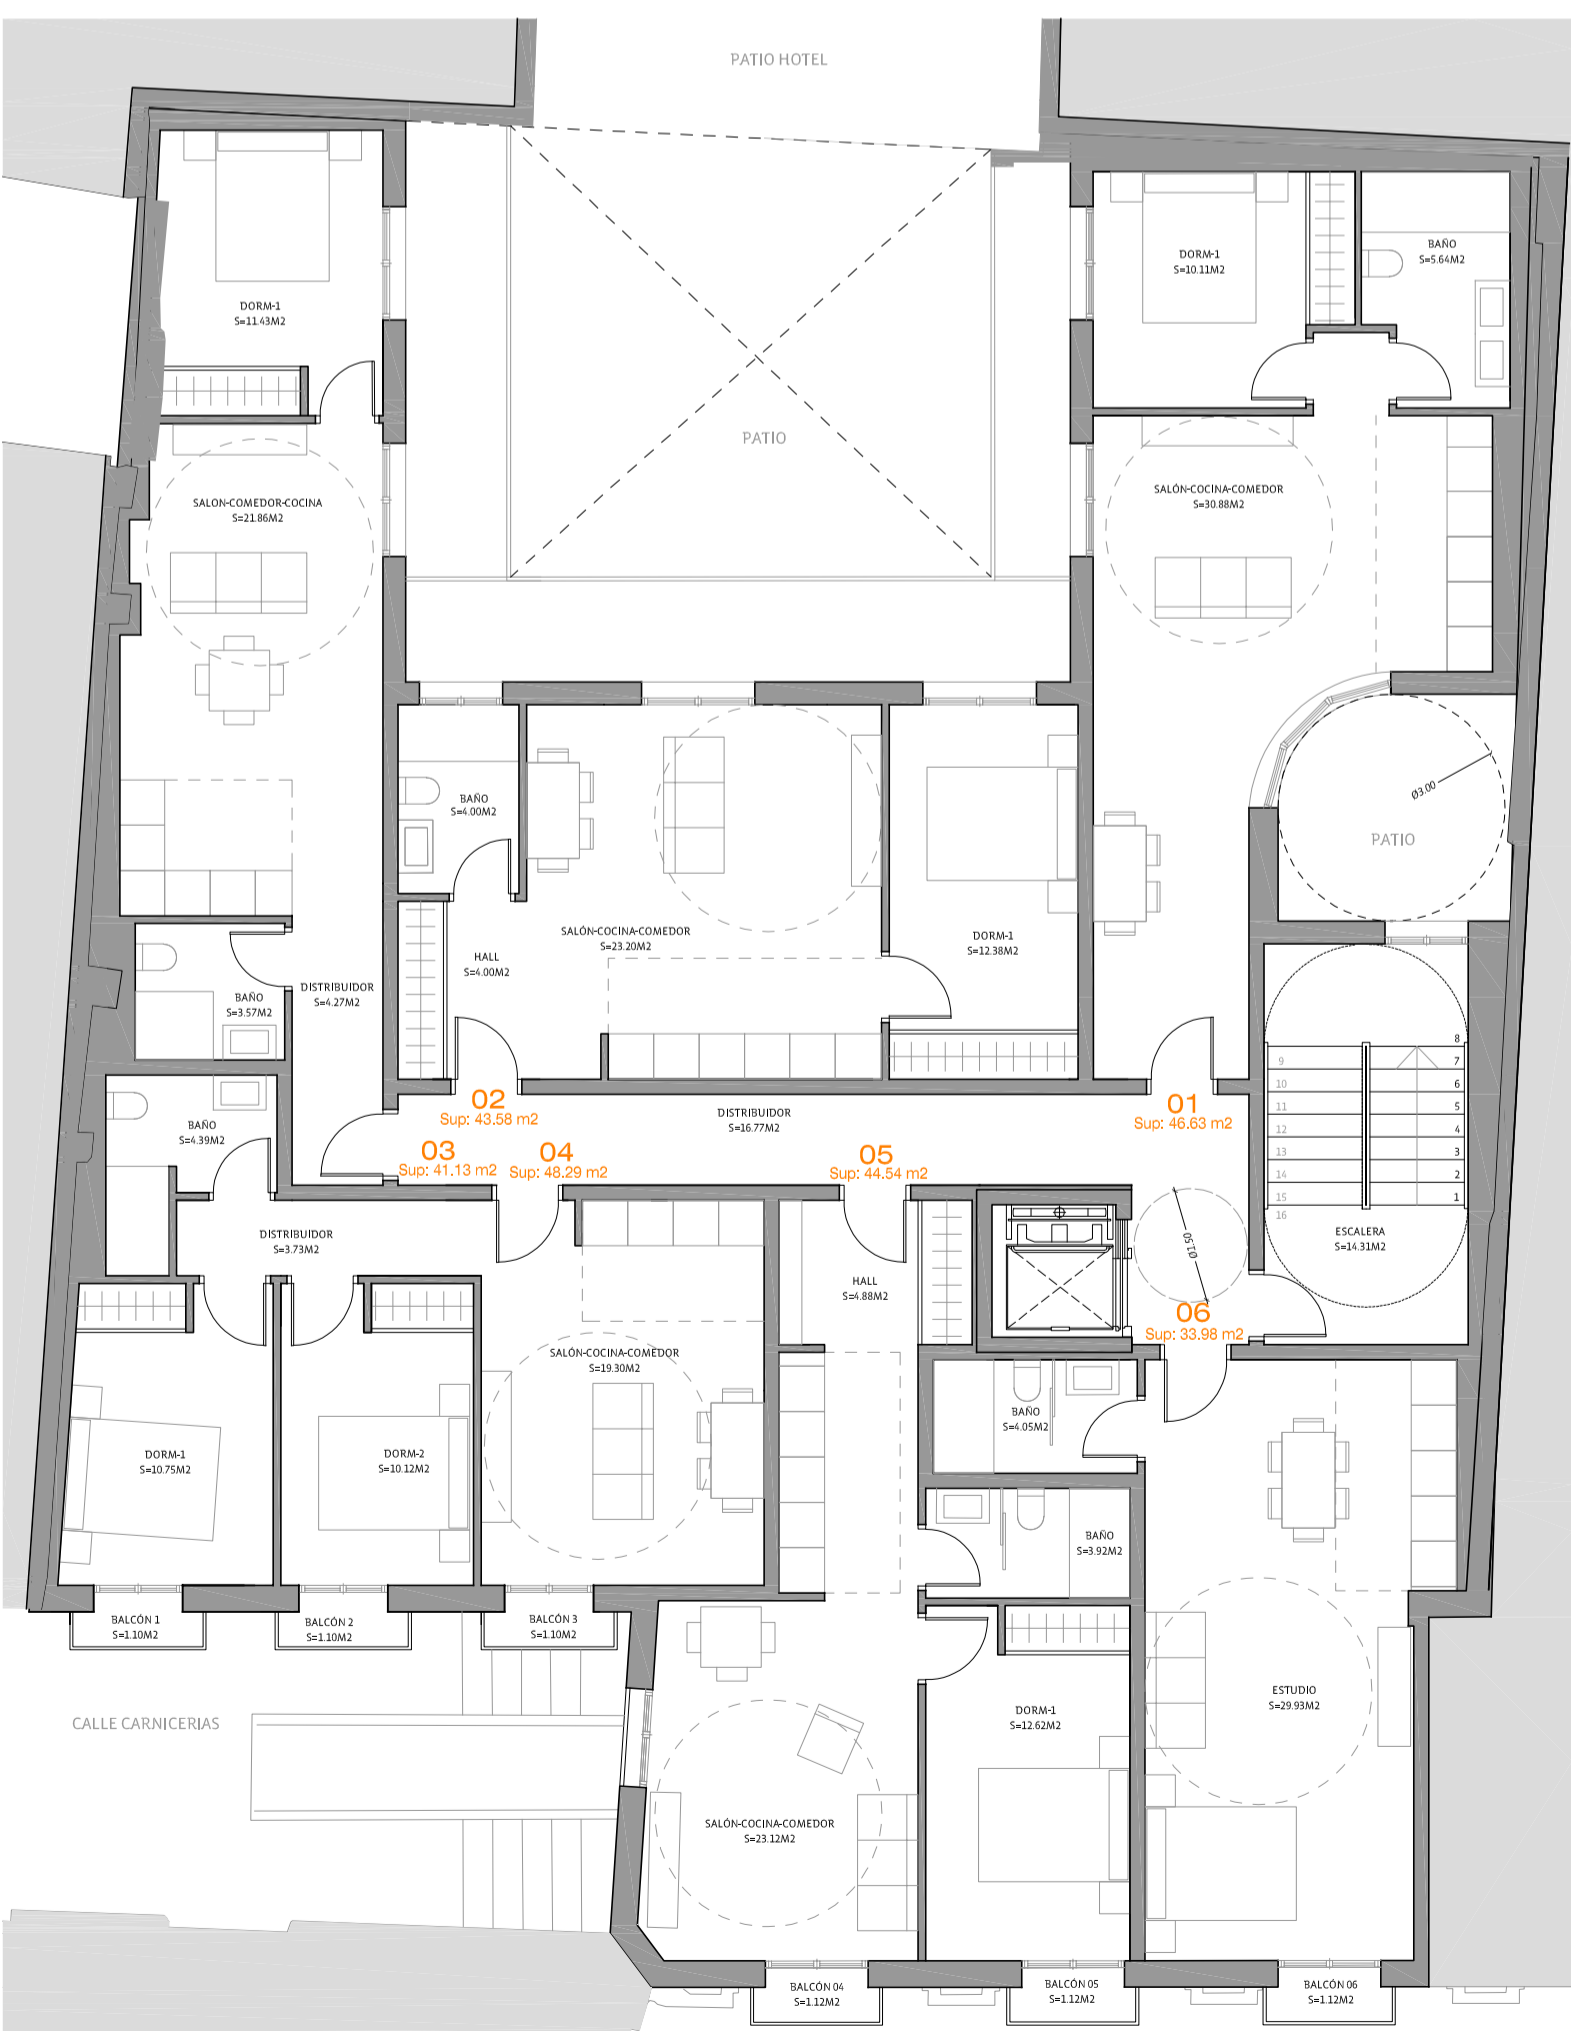 PATIO HOTEL
DORM-1
S=11.43M2
DORM-1
S=10.11M2
BAÑO
S=5.64M2
PATIO
SALON-COMEDOR-COCINA
S=21.86M2
SALÓN-COCINA-COMEDOR
S=30.88M2
BAÑO
S=4.00M2
Ø3.00
PATIO
SALÓN-COCINA-COMEDOR
S=23.20M2
DORM-1
S=12.38M2
HALL
S=4.00M2
DISTRIBUIDOR
S=4.27M2
BAÑO
S=3.57M2
BAÑO
S=4.39M2
02
Sup: 43.58 m2
DISTRIBUIDOR
S=16.77M2
01
Sup: 46.63 m2
03
Sup: 41.13 m2
04
Sup: 48.29 m2
05
Sup: 44.54 m2
8
9
7
10
6
11
5
12
4
13
3
14
2
15
1
16
ESCALERA
S=14.31M2
DISTRIBUIDOR
S=3.73M2
Ø1.50
HALL
S=4.88M2
06
Sup: 33.98 m2
SALÓN-COCINA-COMEDOR
S=19.30M2
BAÑO
S=4.05M2
DORM-1
S=10.75M2
DORM-2
S=10.12M2
BAÑO
S=3.92M2
BALCÓN 1
S=1.10M2
BALCÓN 2
S=1.10M2
BALCÓN 3
S=1.10M2
CALLE CARNICERIAS
ESTUDIO
S=29.93M2
DORM-1
S=12.62M2
SALÓN-COCINA-COMEDOR
S=23.12M2
BALCÓN 04
S=1.12M2
BALCÓN 05
S=1.12M2
BALCÓN 06
S=1.12M2